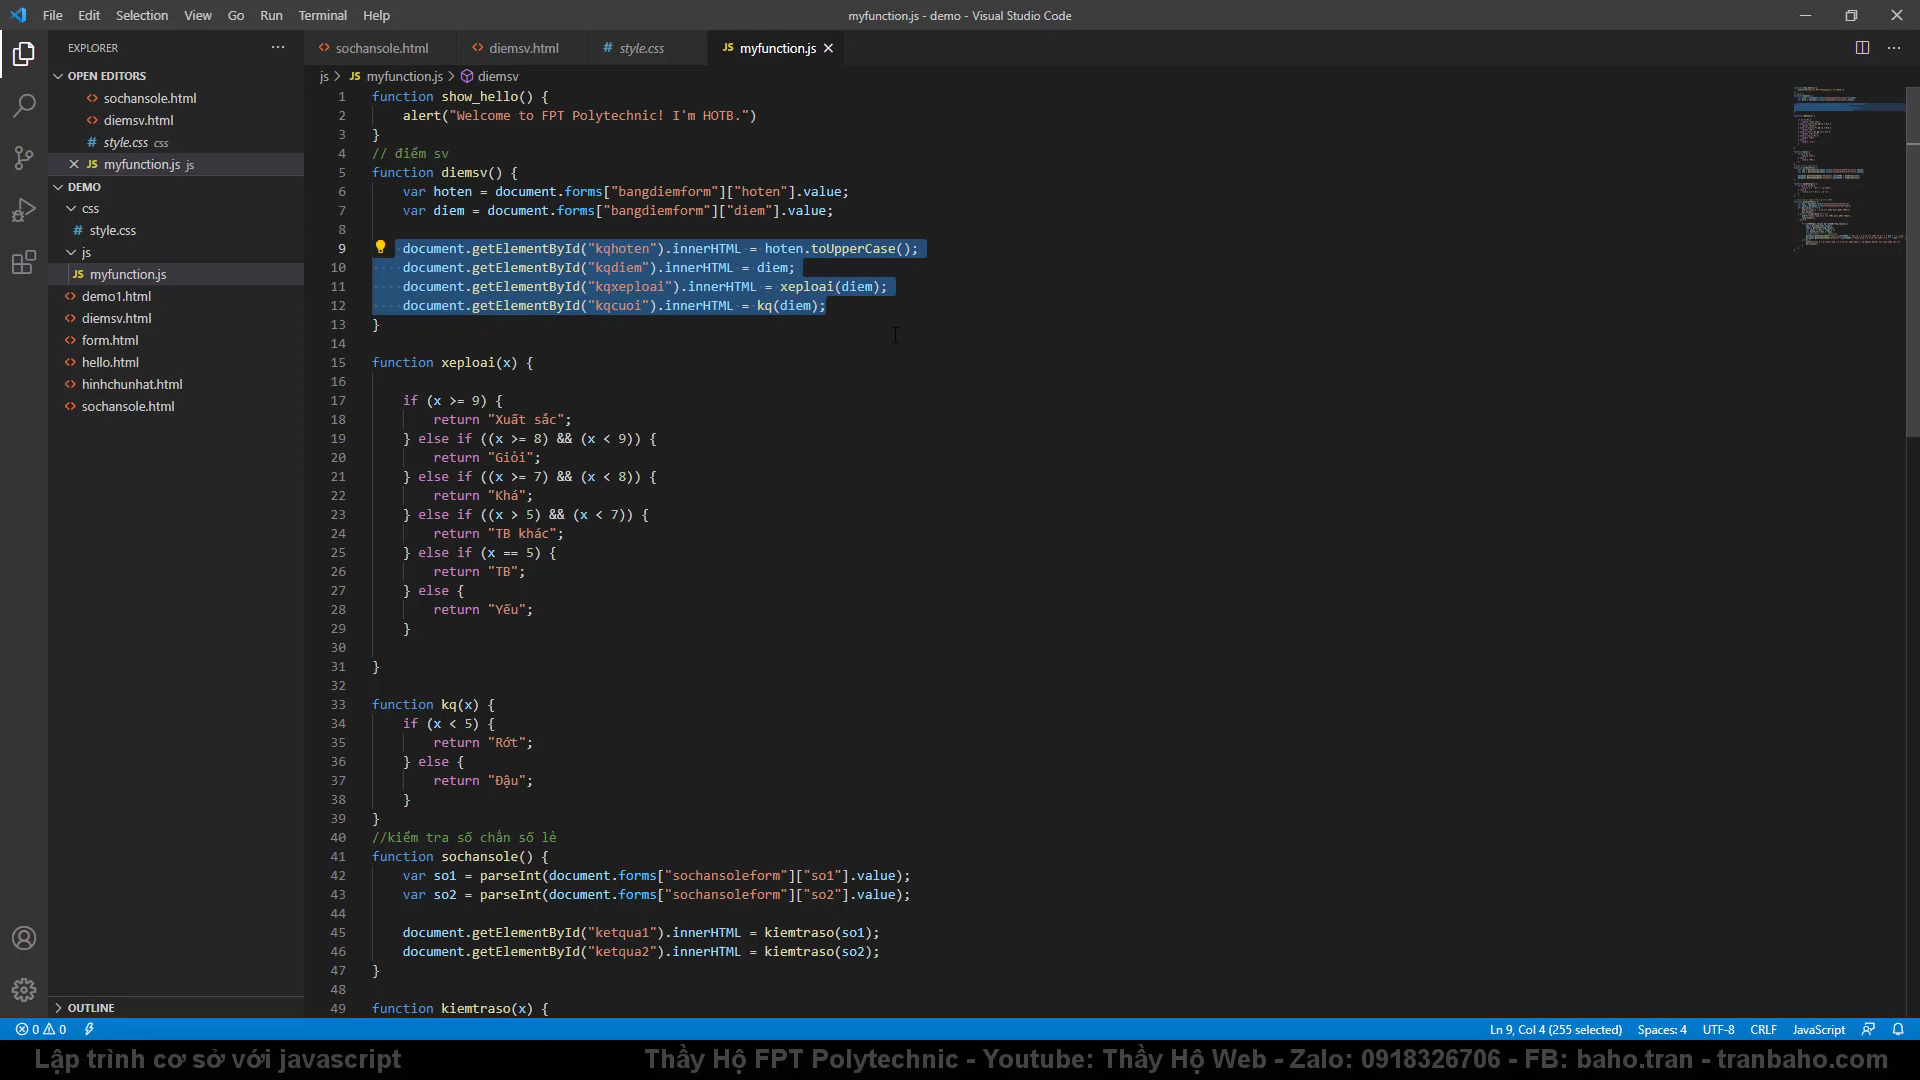 File Edit Selection View Go Run Terminal Help
myfunction.js - demo - Visual Studio Code
EXPLORER
OPEN EDITORS
sochansole.html
diemsv.html
style.css css
myfunction.js js
DEMO
css
style.css
js
myfunction.js
demo1.html
diemsv.html
form.html
hello.html
hinhchunhat.html
sochansole.html
OUTLINE
sochansole.html diemsv.html style.css myfunction.js
js > myfunction.js > diemsv
1 function show_hello() {
2 alert("Welcome to FPT Polytechnic! I'm HOTB.")
3 }
4 // điểm sv
5 function diemsv() {
6 var hoten = document.forms["bangdiemform"]["hoten"].value;
7 var diem = document.forms["bangdiemform"]["diem"].value;
8
9 document.getElementById("kqhoten").innerHTML = hoten.toUpperCase();
10 document.getElementById("kqdiem").innerHTML = diem;
11 document.getElementById("kqxeploai").innerHTML = xeploai(diem);
12 document.getElementById("kqcuoi").innerHTML = kq(diem);
13 }
14
15 function xeploai(x) {
16
17 if (x >= 9) {
18 return "Xuất sắc";
19 } else if ((x >= 8) && (x < 9)) {
20 return "Giỏi";
21 } else if ((x >= 7) && (x < 8)) {
22 return "Khá";
23 } else if ((x > 5) && (x < 7)) {
24 return "TB khác";
25 } else if (x == 5) {
26 return "TB";
27 } else {
28 return "Yếu";
29 }
30
31 }
32
33 function kq(x) {
34 if (x < 5) {
35 return "Rớt";
36 } else {
37 return "Đậu";
38 }
39 }
40 //kiểm tra số chẳn số lẻ
41 function sochansole() {
42 var so1 = parseInt(document.forms["sochansoleform"]["so1"].value);
43 var so2 = parseInt(document.forms["sochansoleform"]["so2"].value);
44
45 document.getElementById("ketqua1").innerHTML = kiemtraso(so1);
46 document.getElementById("ketqua2").innerHTML = kiemtraso(so2);
47 }
48
49 function kiemtraso(x) {
0 0 Ln 9, Col 4 (255 selected) Spaces: 4 UTF-8 CRLF JavaScript
Lập trình cơ sở với javascript Thầy Hộ FPT Polytechnic - Youtube: Thầy Hộ Web - Zalo: 0918326706 - FB: baho.tran - tranbaho.com